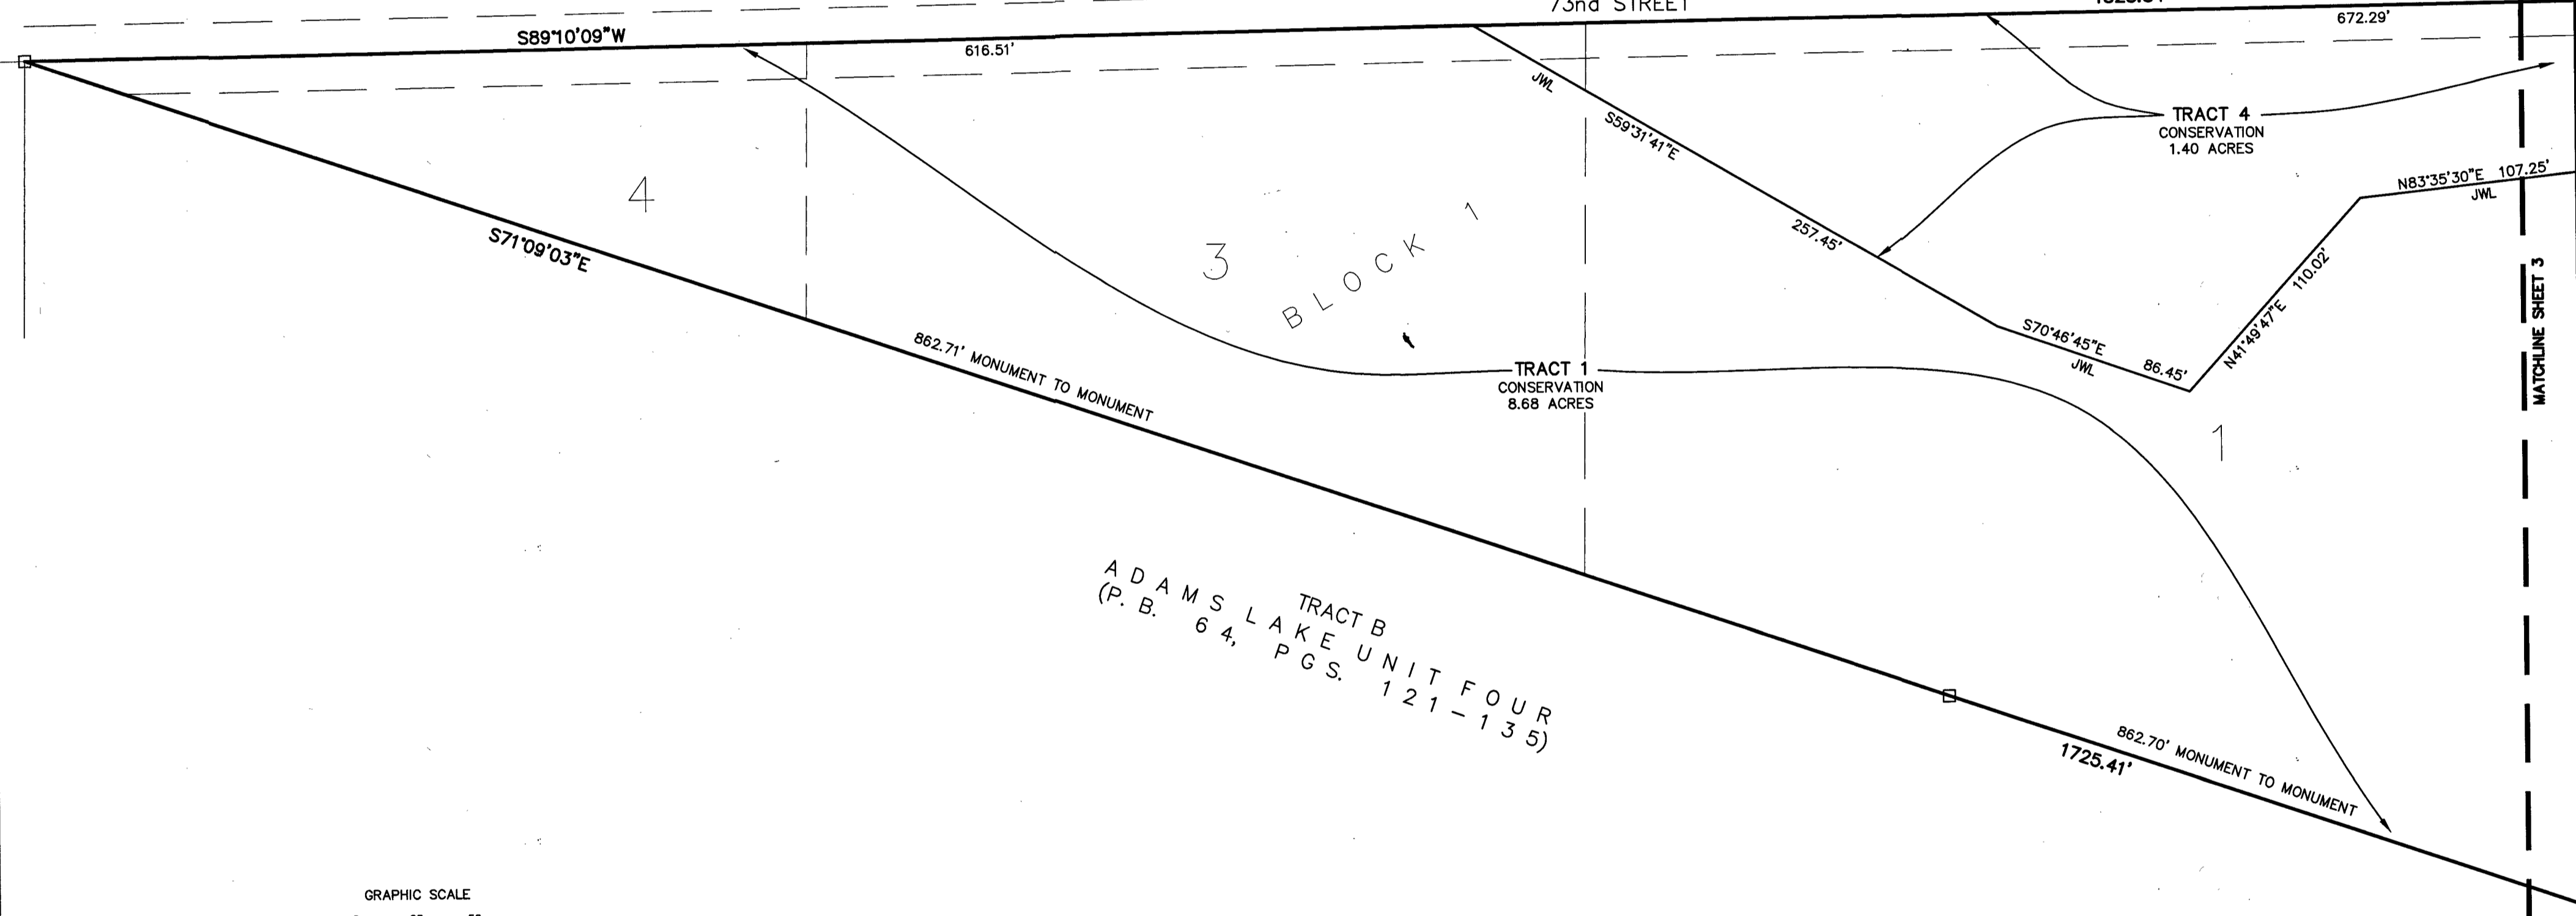 73nd STREET
S89°10'09"W
616.51'
672.29'
JWL
S59°31'41"E
257.45'
TRACT 4
CONSERVATION
1.40 ACRES
N83°35'30"E 107.25'
JWL
4
S71°09'03"E
3
BLOCK 1
MATCHLINE SHEET 3
N41°49'47"E 110.02'
S70°46'45"E
86.45'
JWL
862.71' MONUMENT TO MONUMENT
TRACT 1
CONSERVATION
8.68 ACRES
1
TRACT B
ADAMS LAKE UNIT FOUR
(P. B. 64, PGS. 121-135)
862.70' MONUMENT TO MONUMENT
1725.41'
GRAPHIC SCALE